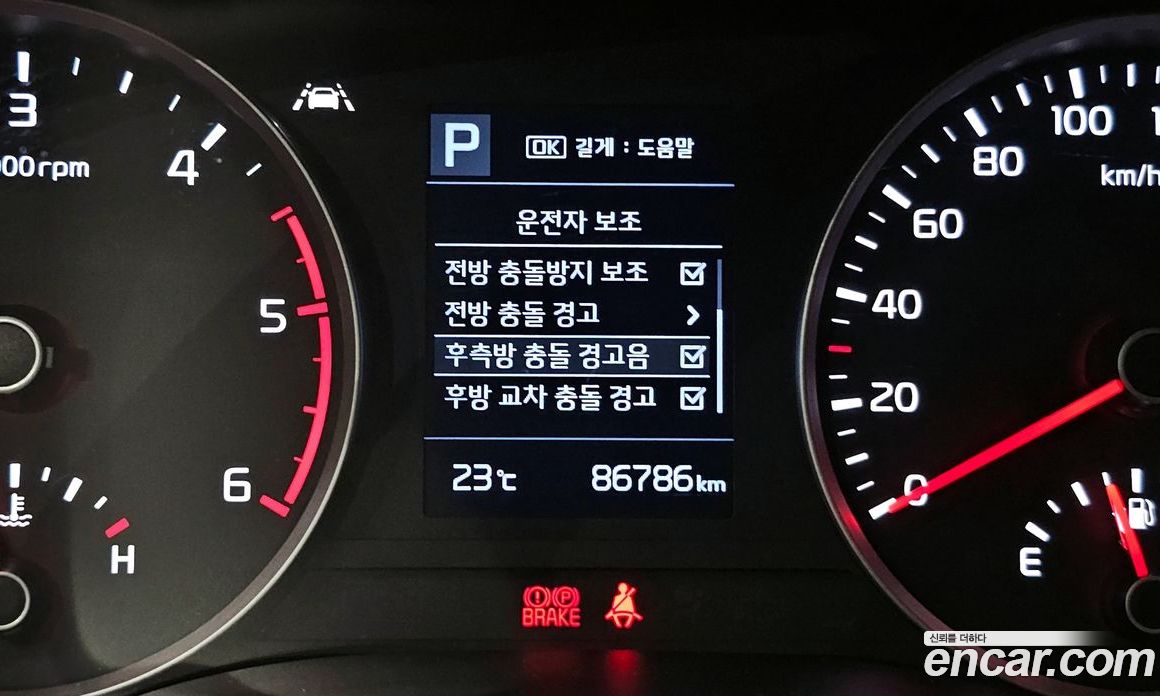 3
4
000rpm
5
6
H
P
OK 길게 : 도움말
운전자 보조
전방 충돌방지 보조
전방 충돌 경고
후측방 충돌 경고음
후방 교차 충돌 경고
23℃ 86786km
BRAKE
P
100
80
km/h
60
40
20
0
E
신뢰를 더하다
encar.com